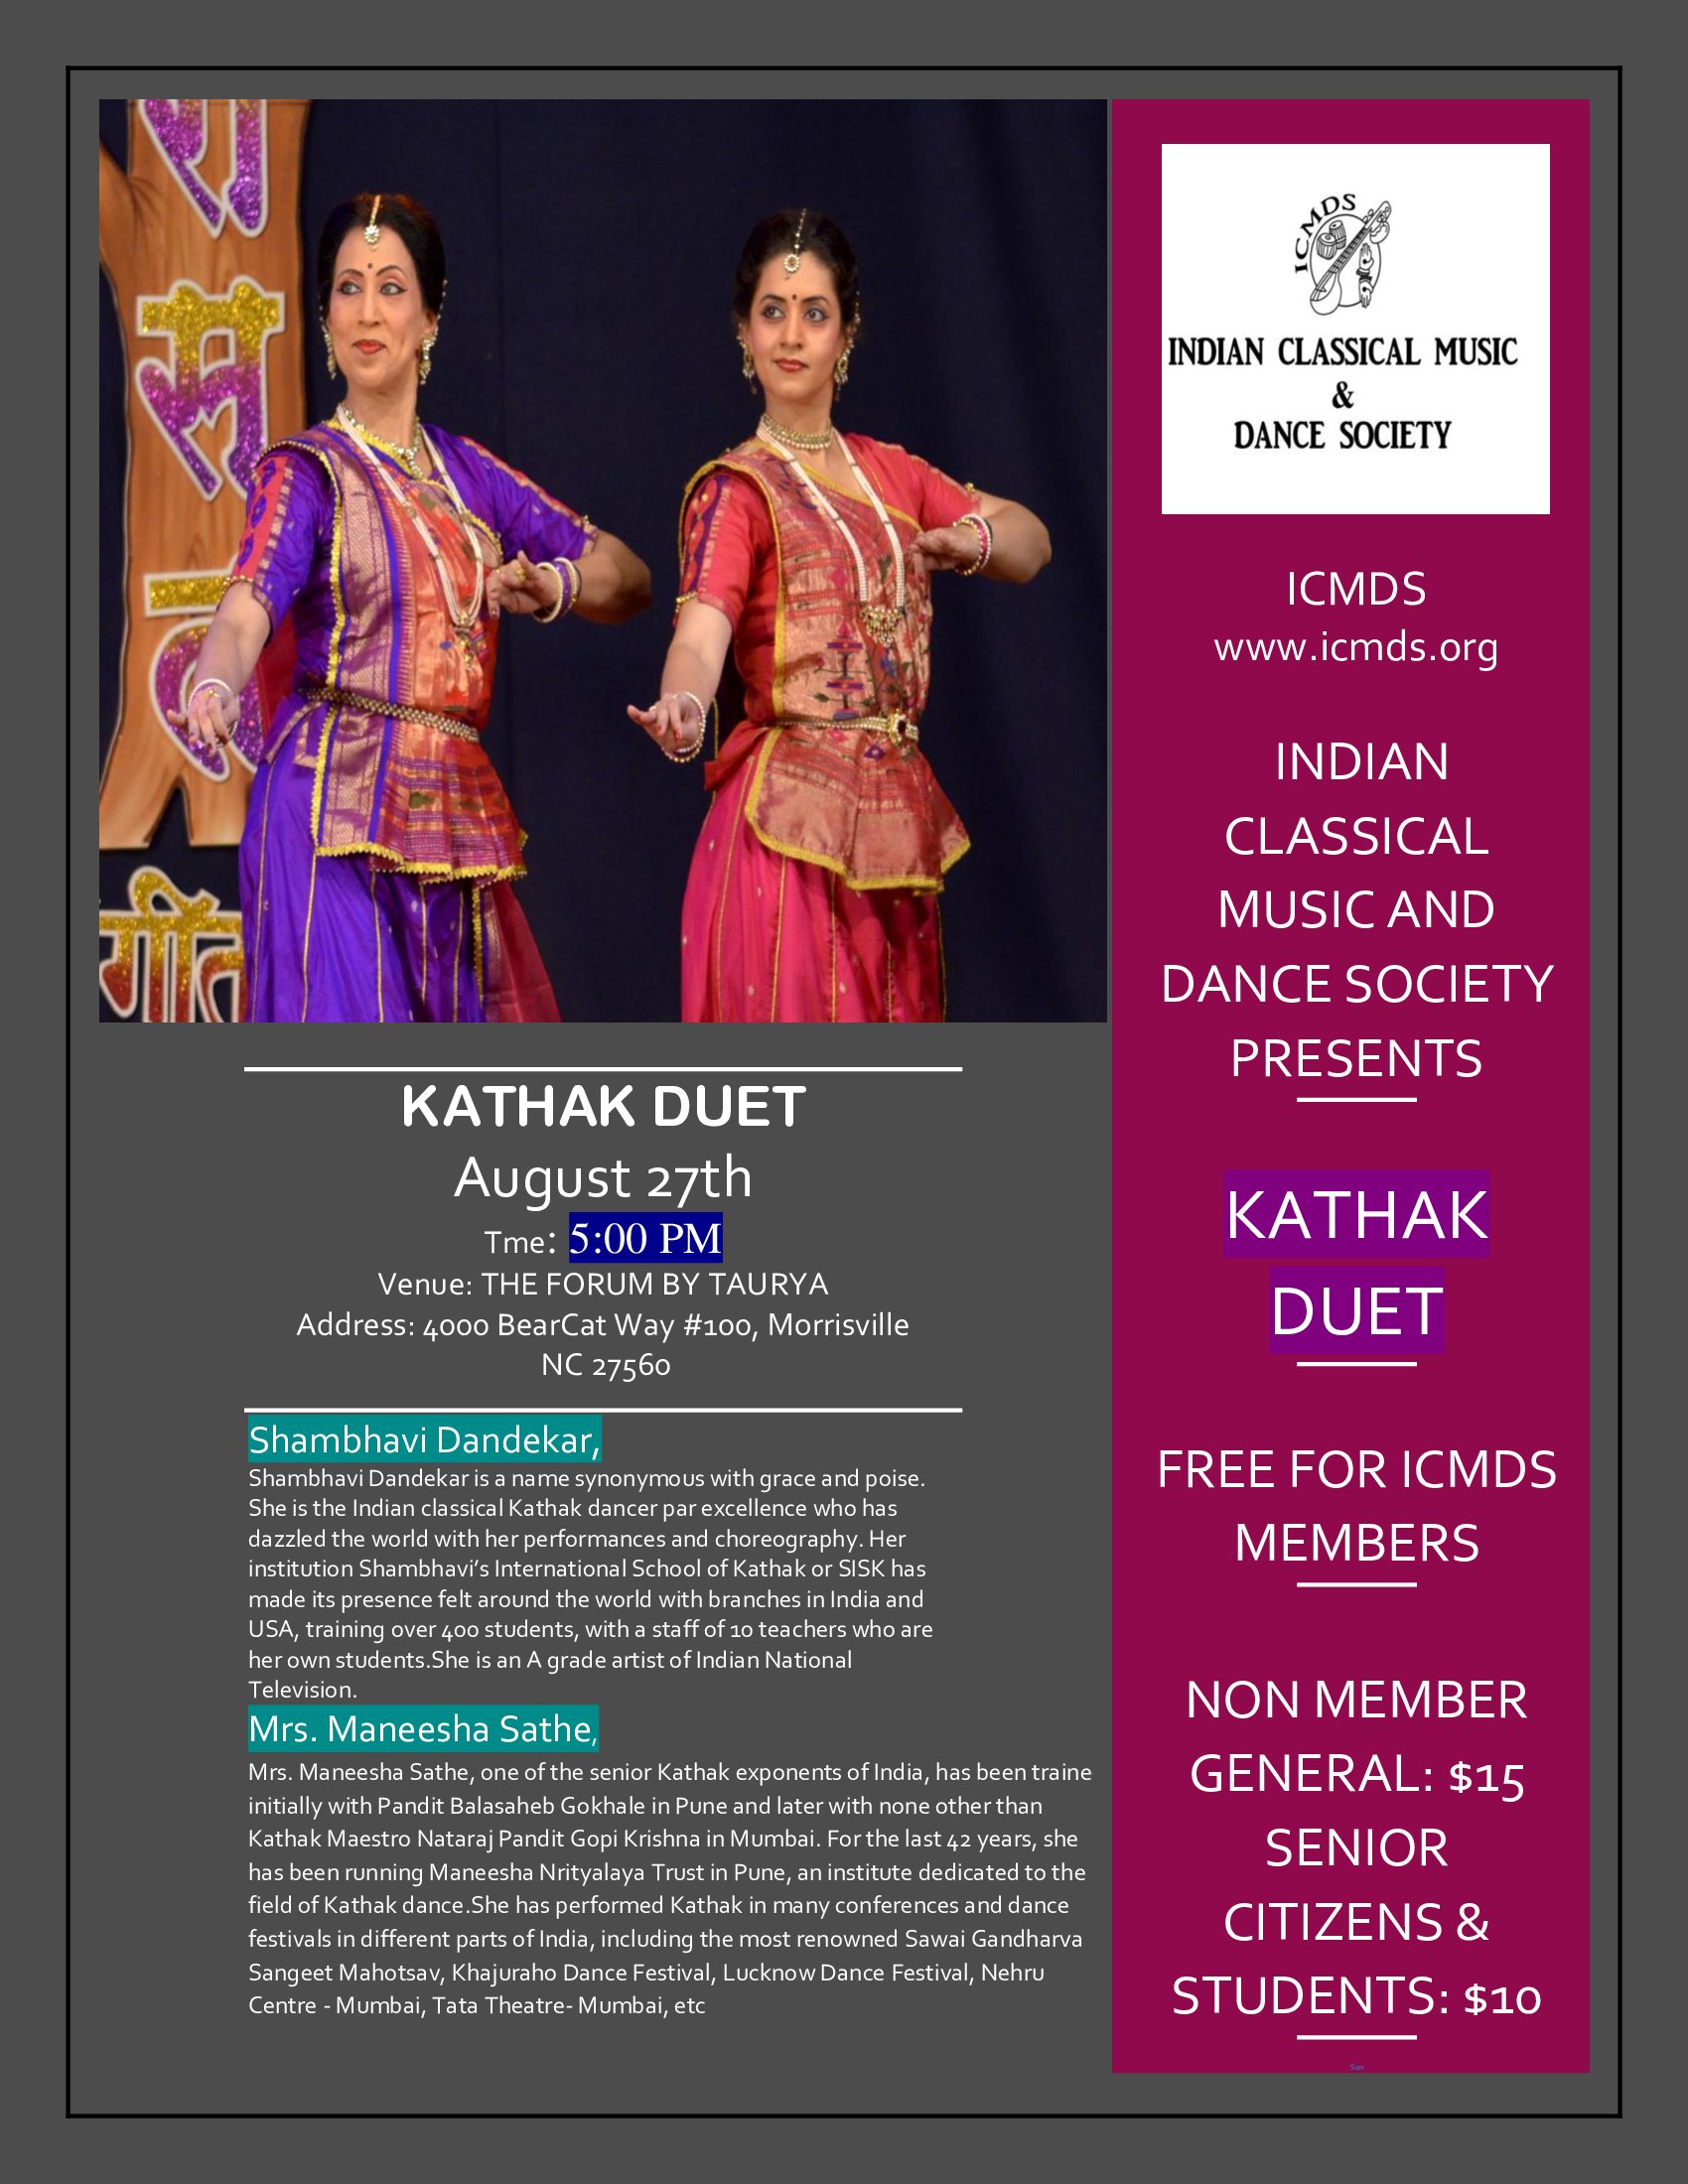 स
गीत
ICMDS
INDIAN CLASSICAL MUSIC
&
DANCE SOCIETY
ICMDS
www.icmds.org
INDIAN
CLASSICAL
MUSIC AND
DANCE SOCIETY
PRESENTS
KATHAK
DUET
FREE FOR ICMDS
MEMBERS
NON MEMBER
GENERAL: $15
SENIOR
CITIZENS &
STUDENTS: $10
Sen
KATHAK DUET
August 27th
Tme: 5:00 PM
Venue: THE FORUM BY TAURYA
Address: 4000 BearCat Way #100, Morrisville
NC 27560
Shambhavi Dandekar,
Shambhavi Dandekar is a name synonymous with grace and poise.
She is the Indian classical Kathak dancer par excellence who has
dazzled the world with her performances and choreography. Her
institution Shambhavi’s International School of Kathak or SISK has
made its presence felt around the world with branches in India and
USA, training over 400 students, with a staff of 10 teachers who are
her own students.She is an A grade artist of Indian National
Television.
Mrs. Maneesha Sathe,
Mrs. Maneesha Sathe, one of the senior Kathak exponents of India, has been traine
initially with Pandit Balasaheb Gokhale in Pune and later with none other than
Kathak Maestro Nataraj Pandit Gopi Krishna in Mumbai. For the last 42 years, she
has been running Maneesha Nrityalaya Trust in Pune, an institute dedicated to the
field of Kathak dance.She has performed Kathak in many conferences and dance
festivals in different parts of India, including the most renowned Sawai Gandharva
Sangeet Mahotsav, Khajuraho Dance Festival, Lucknow Dance Festival, Nehru
Centre - Mumbai, Tata Theatre- Mumbai, etc